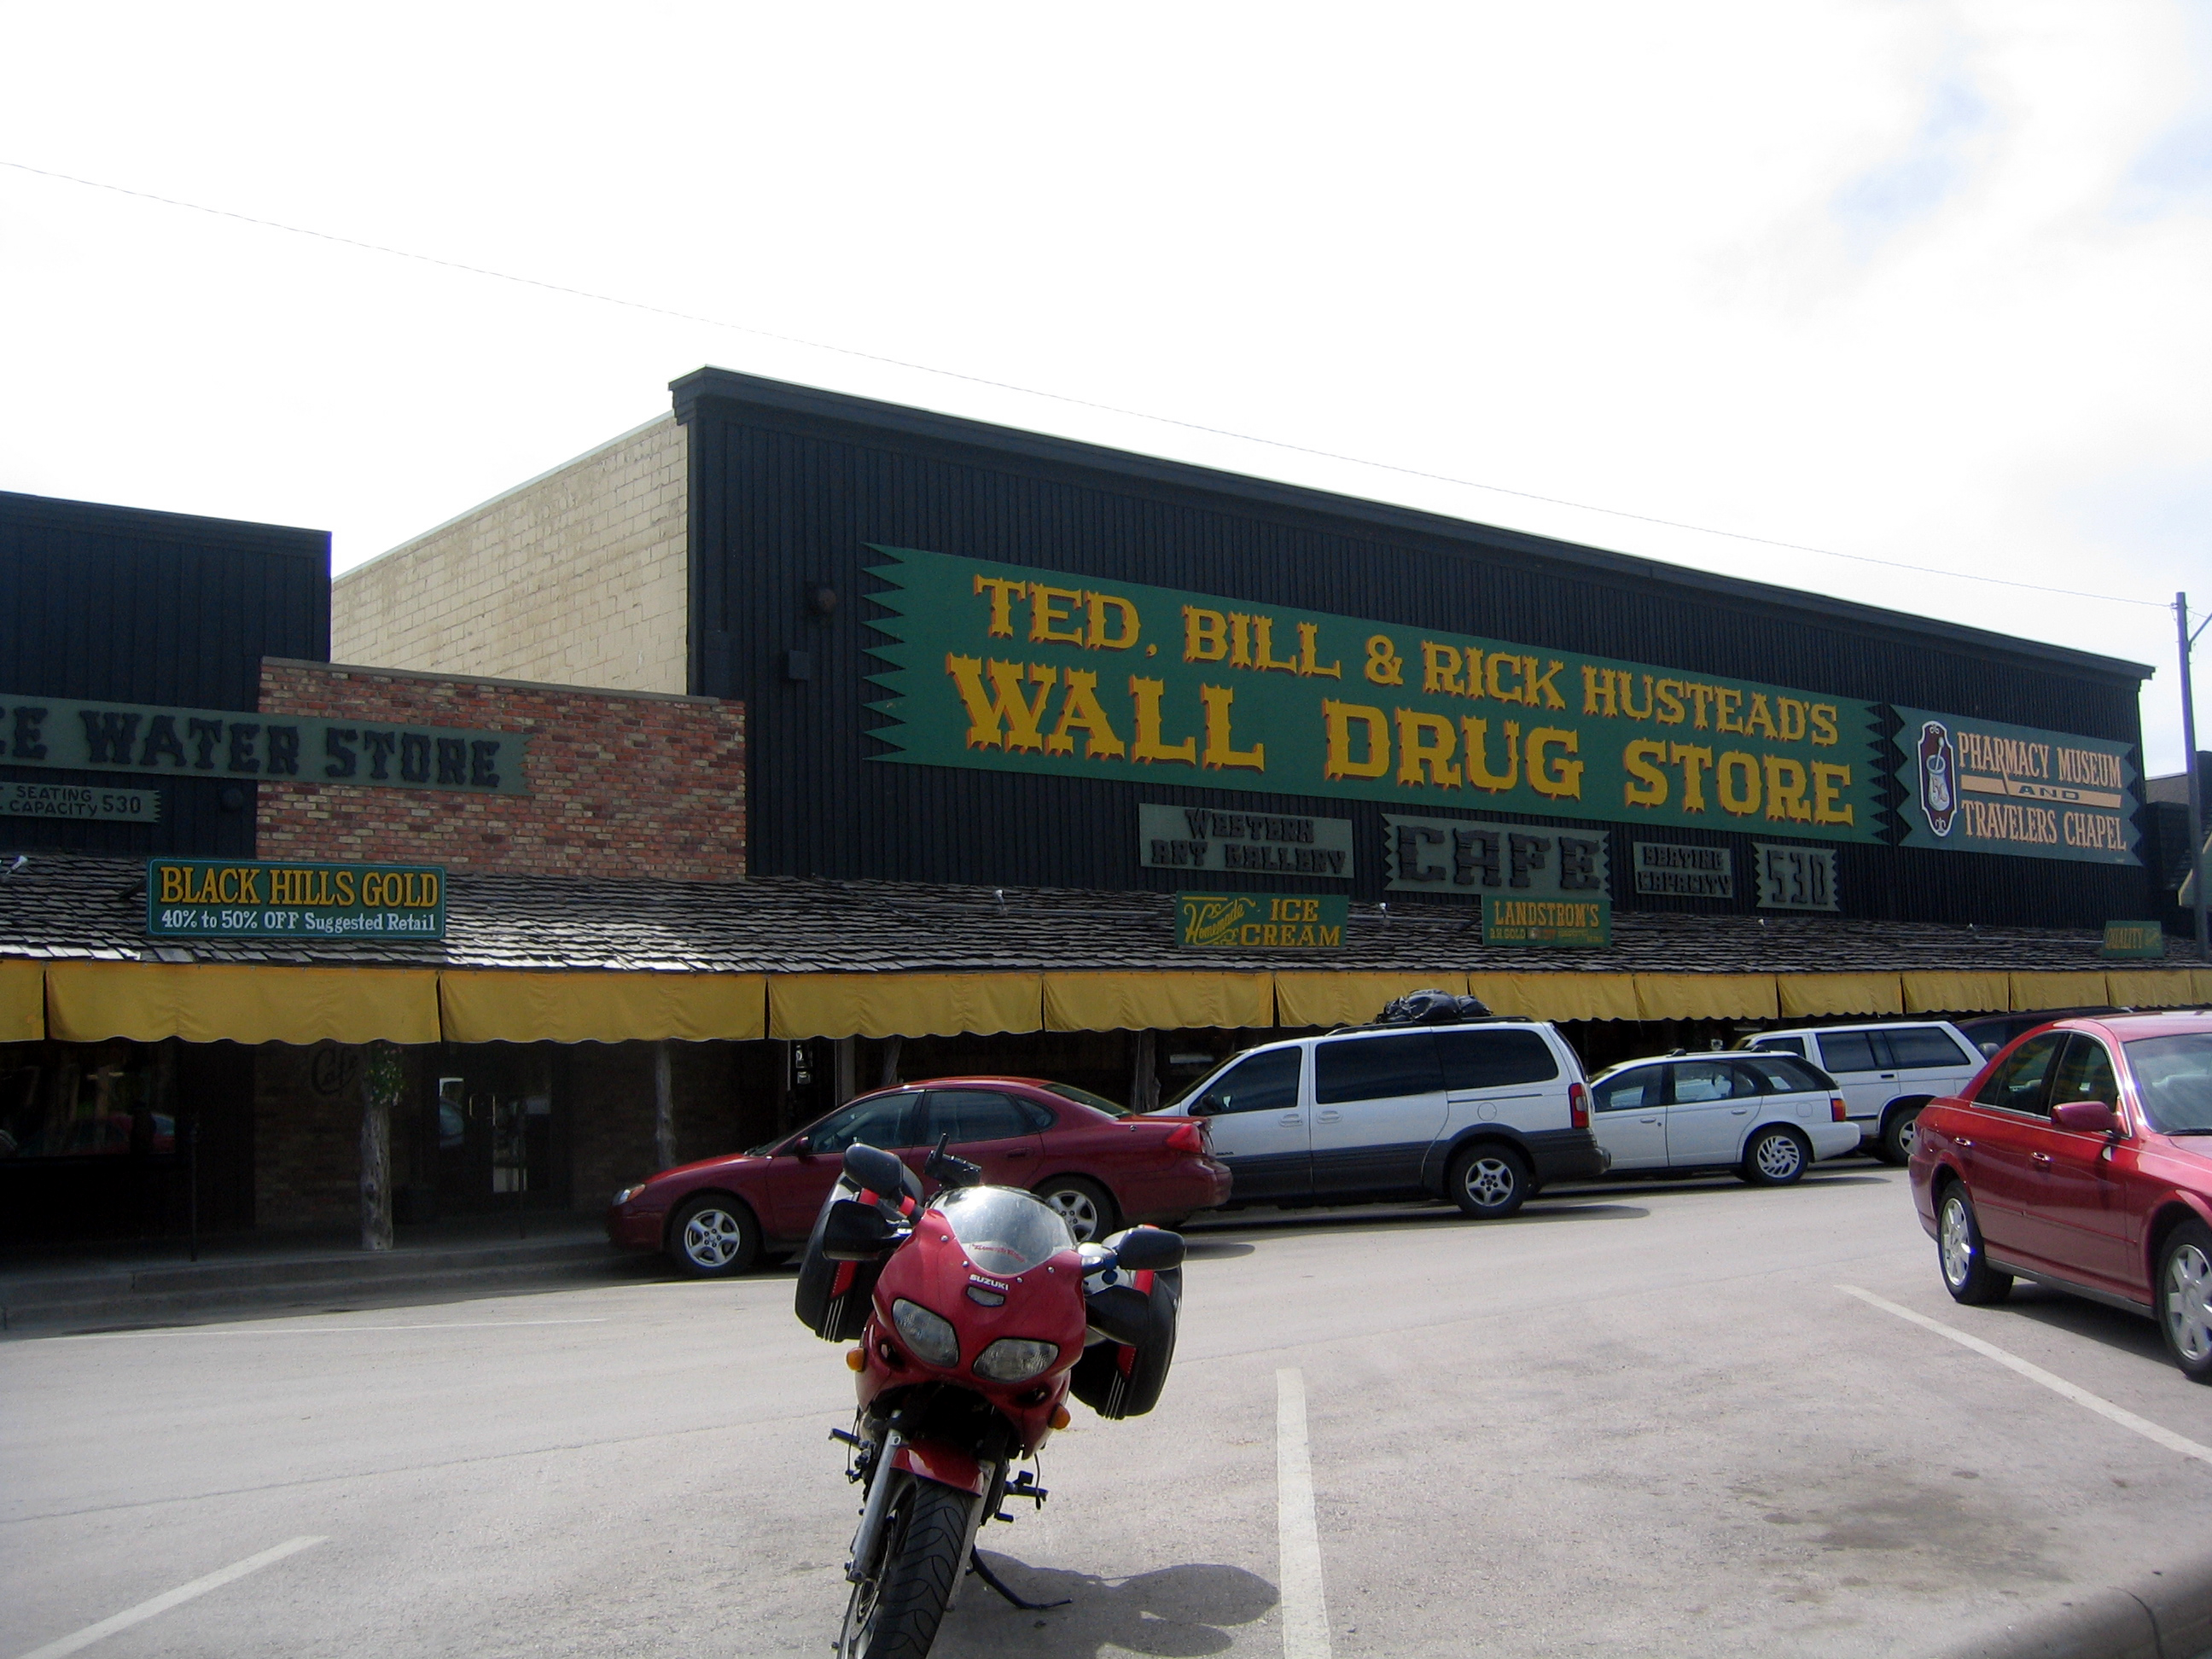 TED, BILL & RICK HUSTEAD'S
WALL DRUG STORE
PHARMACY MUSEUM
AND
TRAVELERS CHAPEL
E WATER STORE
SEATING
CAPACITY 530
WESTERN
ART GALLERY
CAFE
SEATING
CAPACITY
530
BLACK HILLS GOLD
40% to 50% OFF Suggested Retail
Homemade
ICE
CREAM
LANDSTROM'S
QUALITY
Cafe
SUZUKI